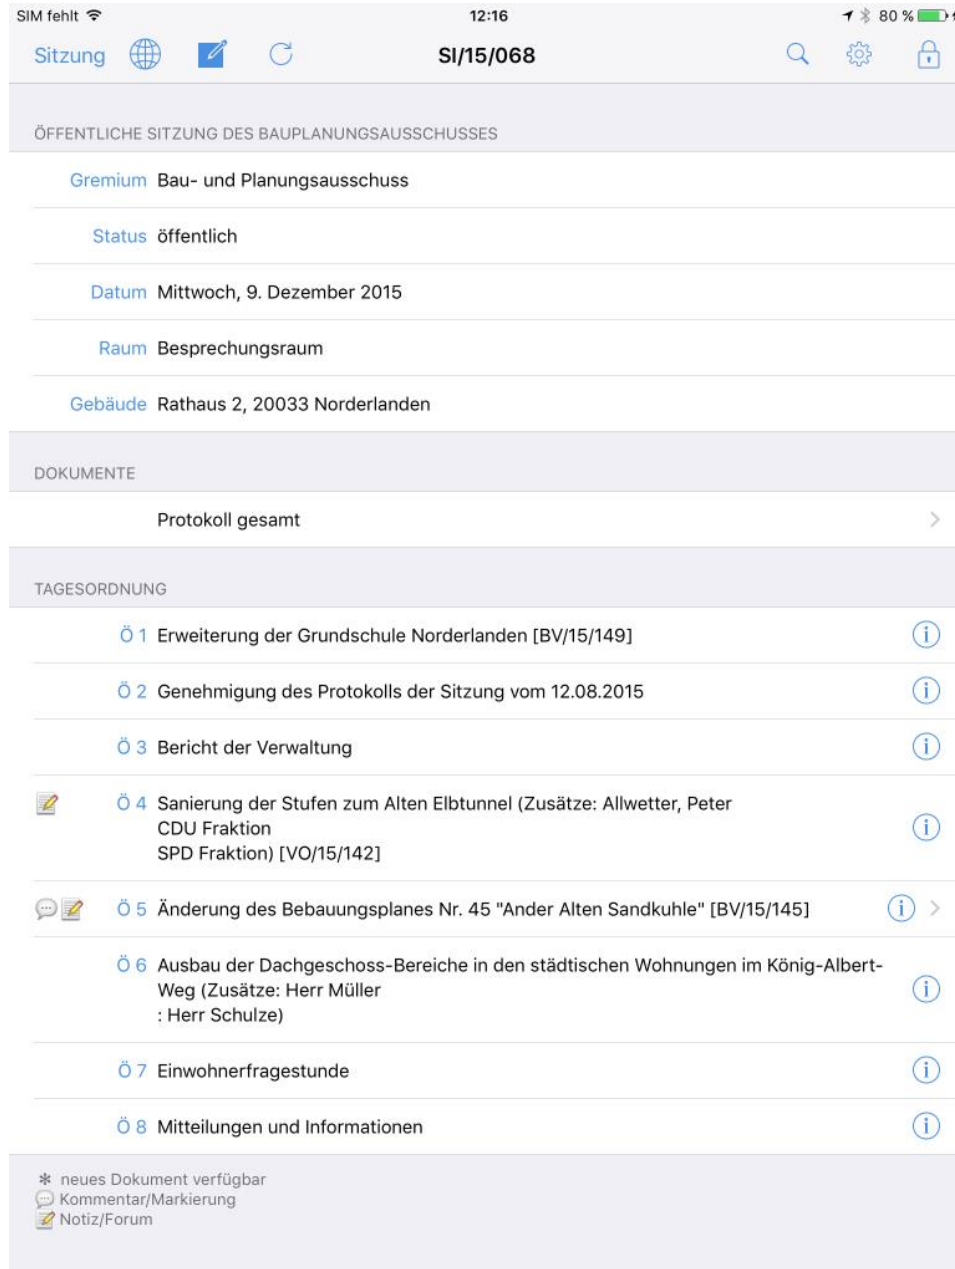 SIM fehlt 12:16 80 %
Sitzung SI/15/068
ÖFFENTLICHE SITZUNG DES BAUPLANUNGSAUSSCHUSSES
Gremium Bau- und Planungsausschuss
Status öffentlich
Datum Mittwoch, 9. Dezember 2015
Raum Besprechungsraum
Gebäude Rathaus 2, 20033 Norderlanden
DOKUMENTE
Protokoll gesamt
TAGESORDNUNG
Ö 1 Erweiterung der Grundschule Norderlanden [BV/15/149]
Ö 2 Genehmigung des Protokolls der Sitzung vom 12.08.2015
Ö 3 Bericht der Verwaltung
Ö 4 Sanierung der Stufen zum Alten Elbtunnel (Zusätze: Allwetter, Peter
CDU Fraktion
SPD Fraktion) [VO/15/142]
Ö 5 Änderung des Bebauungsplanes Nr. 45 "Ander Alten Sandkuhle" [BV/15/145]
Ö 6 Ausbau der Dachgeschoss-Bereiche in den städtischen Wohnungen im König-Albert-
Weg (Zusätze: Herr Müller
: Herr Schulze)
Ö 7 Einwohnerfragestunde
Ö 8 Mitteilungen und Informationen
✻ neues Dokument verfügbar
Kommentar/Markierung
Notiz/Forum